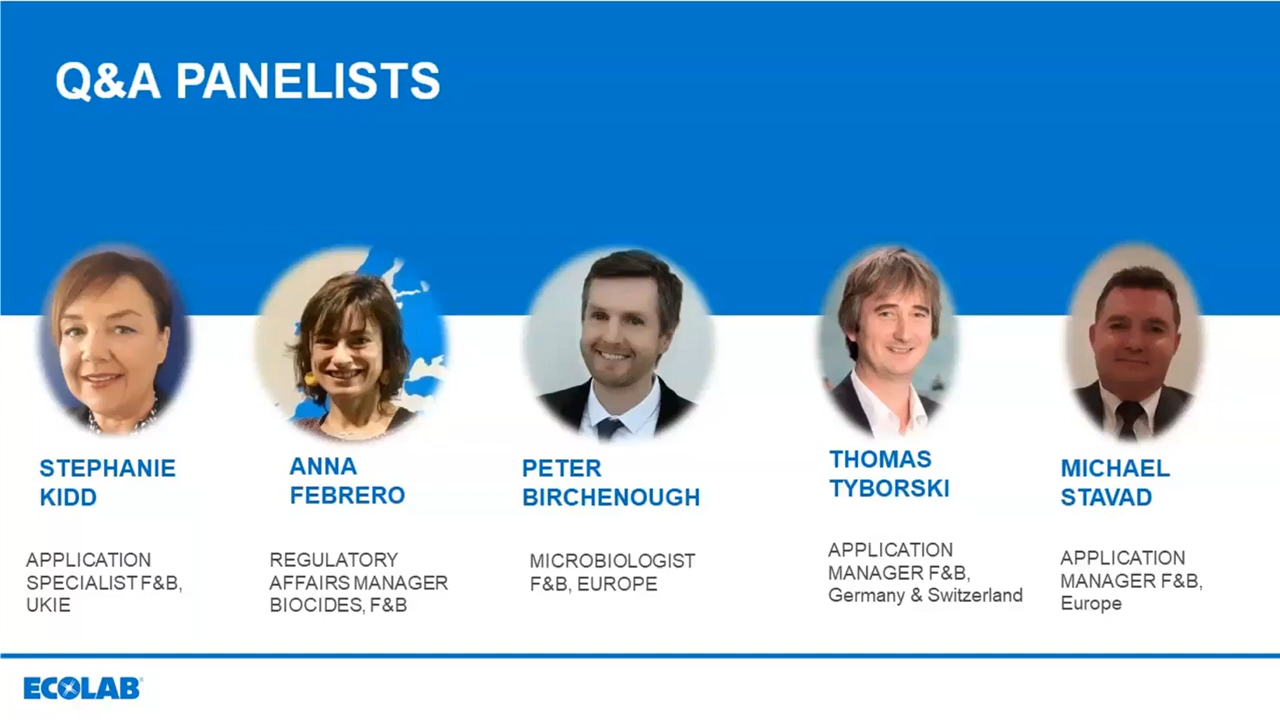 Q&A PANELISTS
STEPHANIE
KIDD
APPLICATION
SPECIALIST F&B,
UKIE
ANNA
FEBRERO
REGULATORY
AFFAIRS MANAGER
BIOCIDES, F&B
PETER
BIRCHENOUGH
MICROBIOLOGIST
F&B, EUROPE
THOMAS
TYBORSKI
APPLICATION
MANAGER F&B,
Germany & Switzerland
MICHAEL
STAVAD
APPLICATION
MANAGER F&B,
Europe
ECOLAB